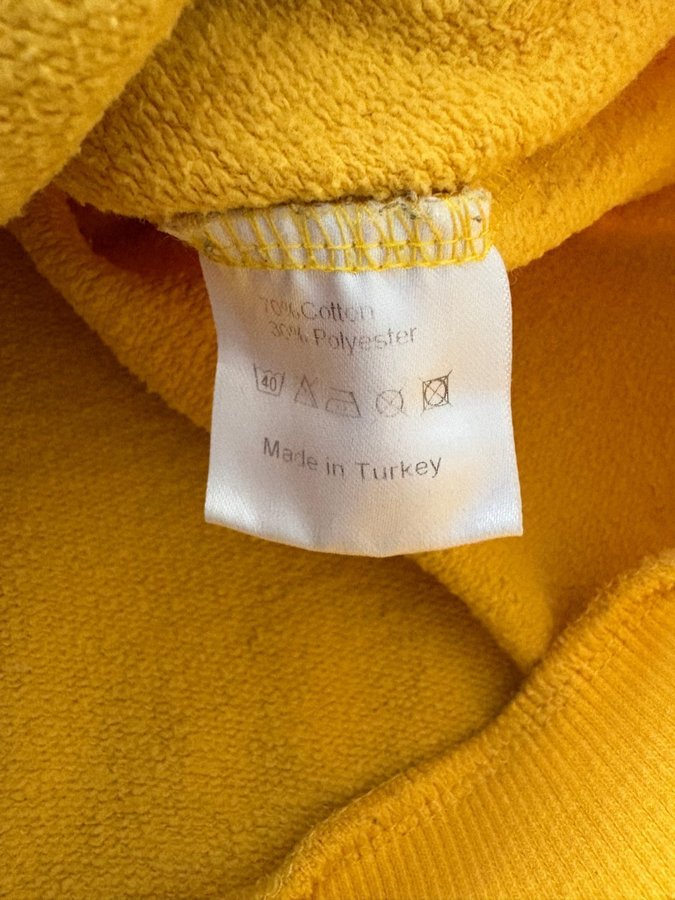 70% Cotton
30% Polyester
40
Made in Turkey